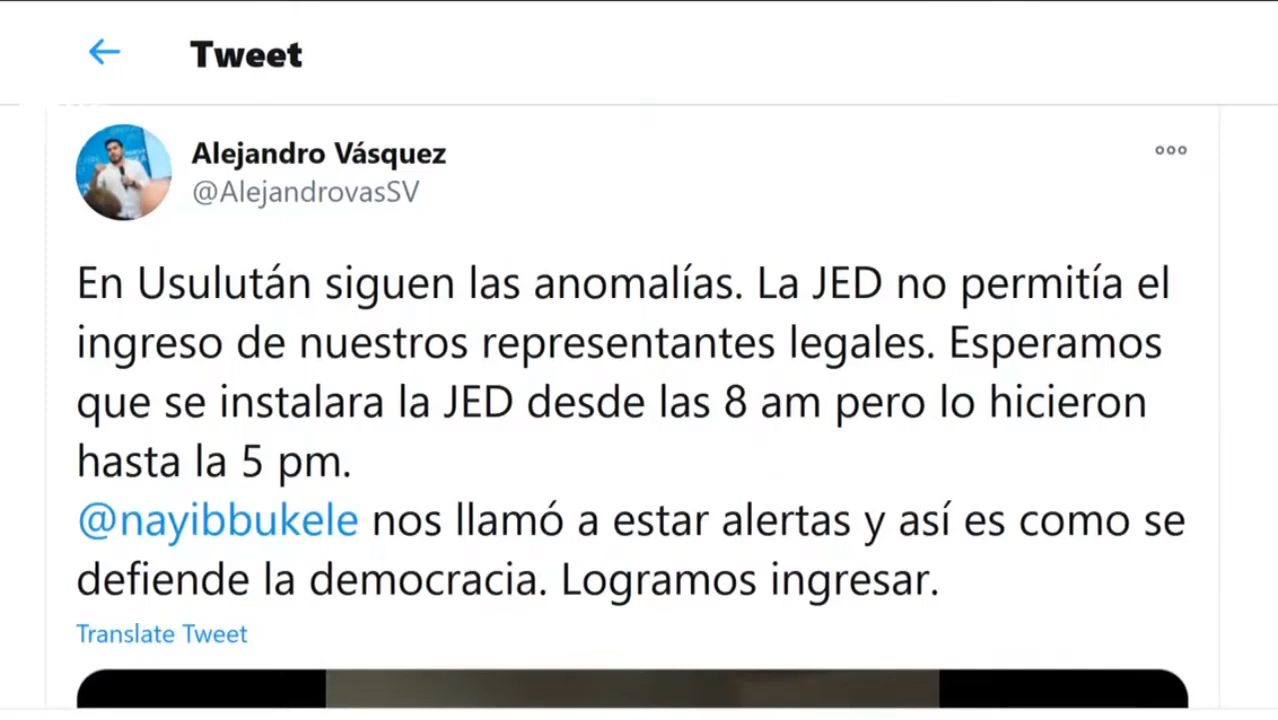 Tweet
Alejandro Vásquez
@AlejandrovasSV
En Usulután siguen las anomalías. La JED no permitía el
ingreso de nuestros representantes legales. Esperamos
que se instalara la JED desde las 8 am pero lo hicieron
hasta la 5 pm.
@nayibbukele nos llamó a estar alertas y así es como se
defiende la democracia. Logramos ingresar.
Translate Tweet